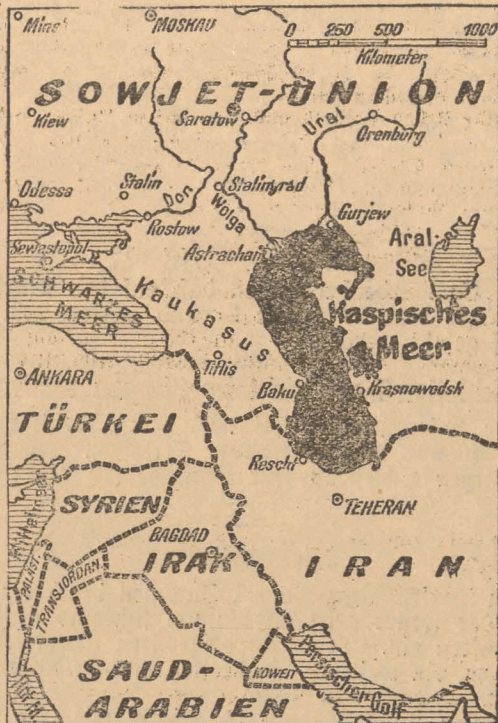 Minsk
MOSKAU
0 250 500 1000
Kilometer
SOWJET-UNION
Kiew
Saratow
Ural
Orenburg
Odessa
Stalin
Don
Stalingrad
Wolga
Rostow
Gurjew
Sewastopol
Astrachan
Aral-
See
SCHWARZES
MEER
Kaukasus
Kaspisches
Meer
ANKARA
Tiflis
Baku
Krasnowodsk
TÜRKEI
Rescht
SYRIEN
TEHERAN
BAGDAD
IRAK
IRAN
PALÄST.
TRANSJORDAN
SAUD-
ARABIEN
KOWEIT
Persischer Golf